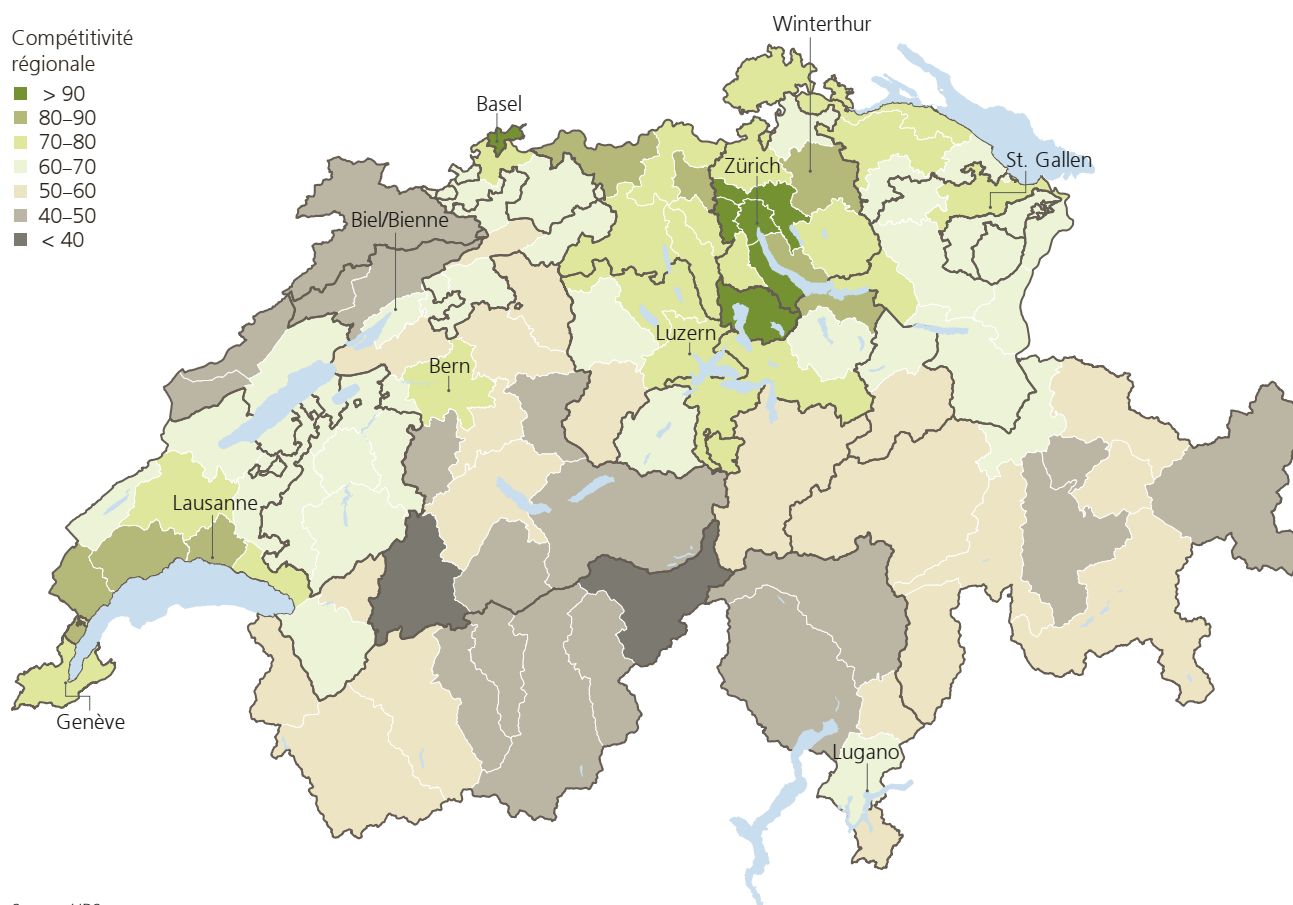 Compétitivité
régionale
> 90
80–90
70–80
60–70
50–60
40–50
< 40
Winterthur
Basel
Zürich
St. Gallen
Biel/Bienne
Luzern
Bern
Lausanne
Genève
Lugano